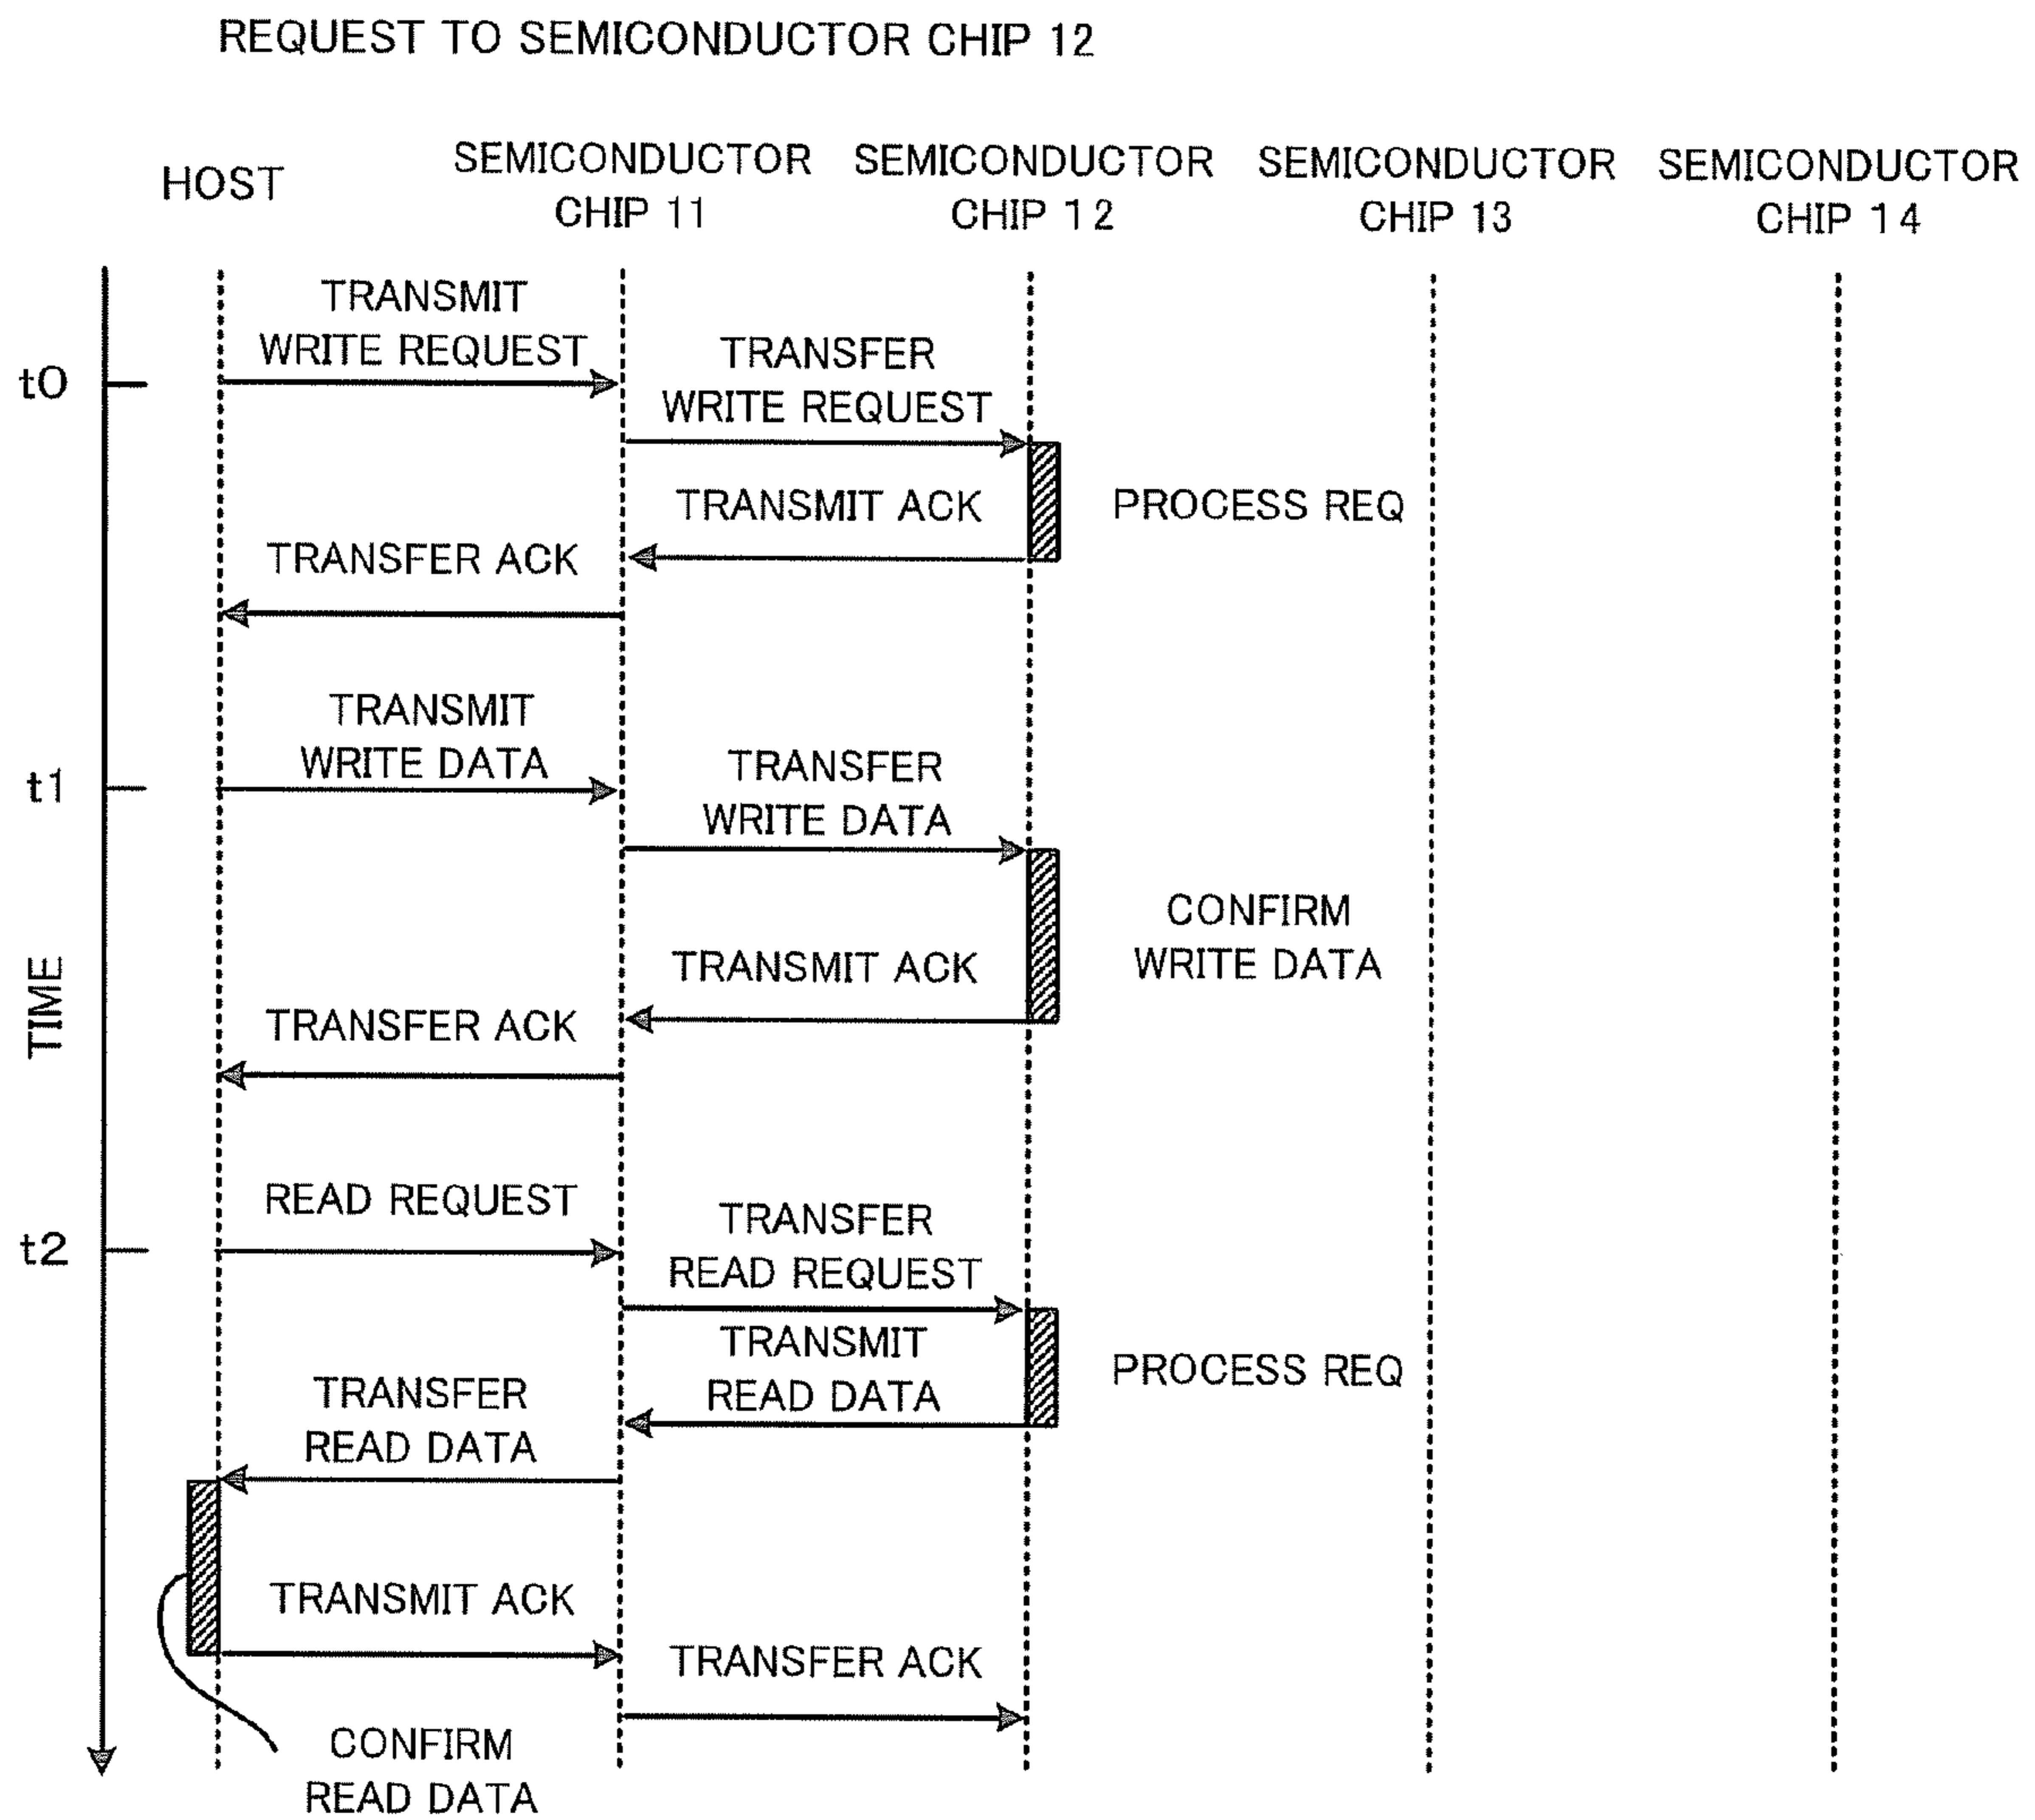 REQUEST TO SEMICONDUCTOR CHIP 12
HOST
SEMICONDUCTOR
CHIP 11
SEMICONDUCTOR
CHIP 12
SEMICONDUCTOR
CHIP 13
SEMICONDUCTOR
CHIP 14
TRANSMIT
WRITE REQUEST
t0
TRANSFER
WRITE REQUEST
TRANSMIT ACK
PROCESS REQ
TRANSFER ACK
TRANSMIT
WRITE DATA
t1
TRANSFER
WRITE DATA
CONFIRM
WRITE DATA
TRANSMIT ACK
TIME
TRANSFER ACK
READ REQUEST
t2
TRANSFER
READ REQUEST
TRANSMIT
READ DATA
PROCESS REQ
TRANSFER
READ DATA
TRANSMIT ACK
TRANSFER ACK
CONFIRM
READ DATA